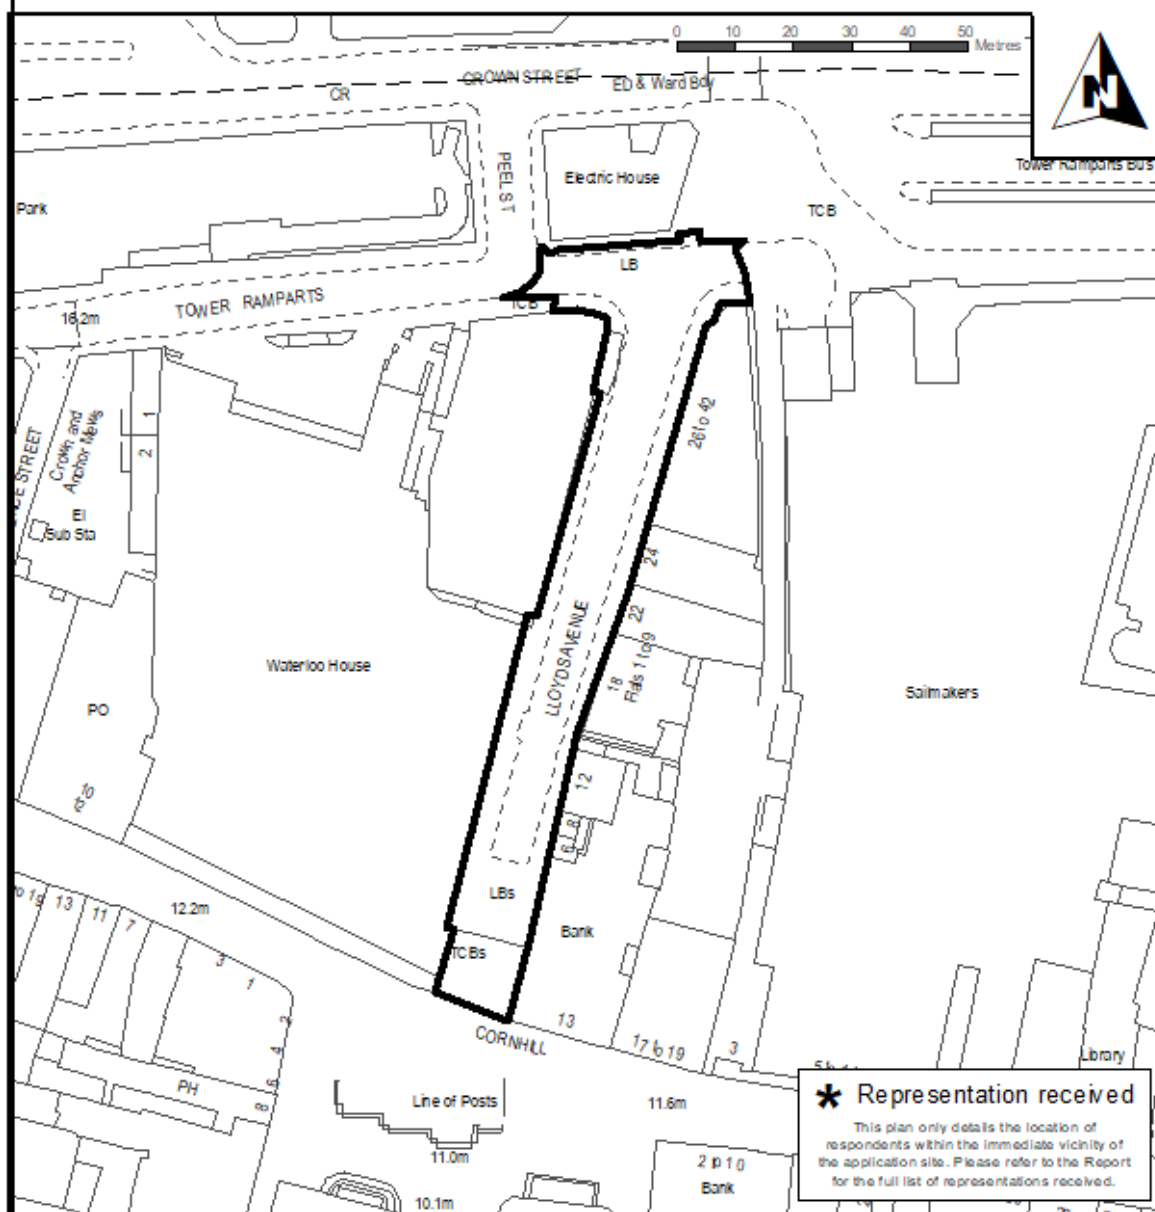 0 10 20 30 40 50
Metres
N
CROWN STREET
ED & Ward Bdy
CR
PEEL ST
Electric House
Tower Ramparts Bus
Park
TCB
LB
TOWER RAMPARTS
TCB
16.2m
26 to 42
Crown and
Anchor Mews
1
2
STREET
El
Sub Sta
24
22
LLOYDS AVENUE
18
Flats 1 to 9
Waterloo House
Sailmakers
PO
12
10
8
6
LBs
to 19
13
11
7
12.2m
Bank
TCBs
3
1
2
4
6
8
13
CORNHILL
17 to 19
3
Library
PH
Line of Posts
11.6m
11.0m
2 to 10
Bank
10.1m
* Representation received
This plan only details the location of
respondents within the immediate vicinity of
the application site. Please refer to the Report
for the full list of representations received.